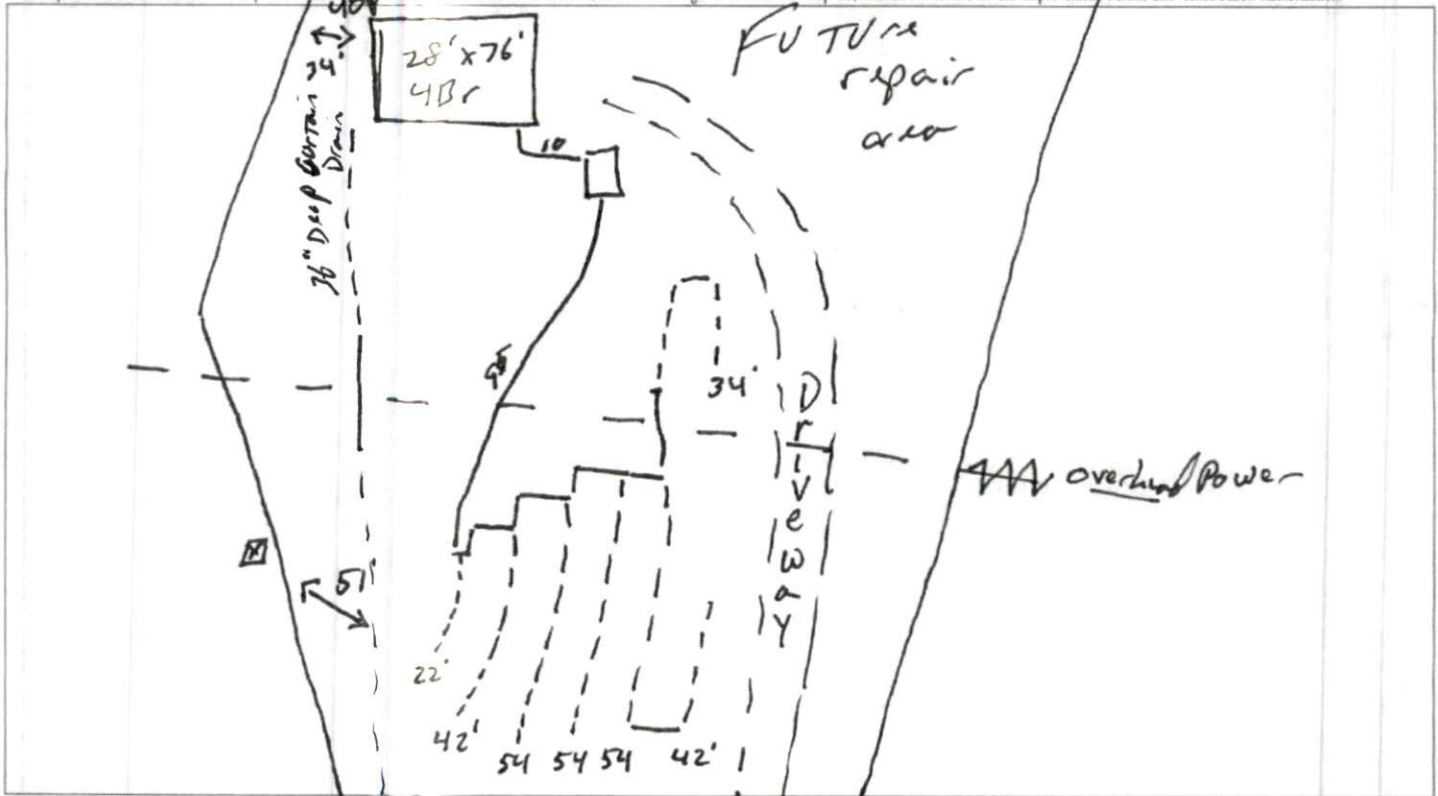 28'x76'
4Br
FUTURE
repair
area
34'
36" Deep Curtain
Drain
10
95
34'
Driveway
overhead Power
51'
22'
42'
54
54
54
42'